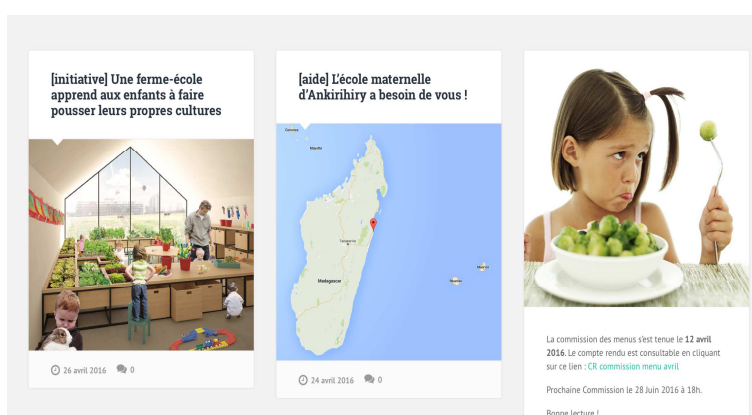 [initiative] Une ferme-école
apprend aux enfants à faire
pousser leurs propres cultures
26 avril 2016 0
[aide] L'école maternelle
d'Ankirihiry a besoin de vous !
Mayotte
Madagascar
24 avril 2016 0
La commission des menus s'est tenue le 12 avril
2016. Le compte rendu est consultable en cliquant
sur ce lien : CR commission menu avril
Prochaine Commission le 28 Juin 2016 à 18h.
Bonne lecture !